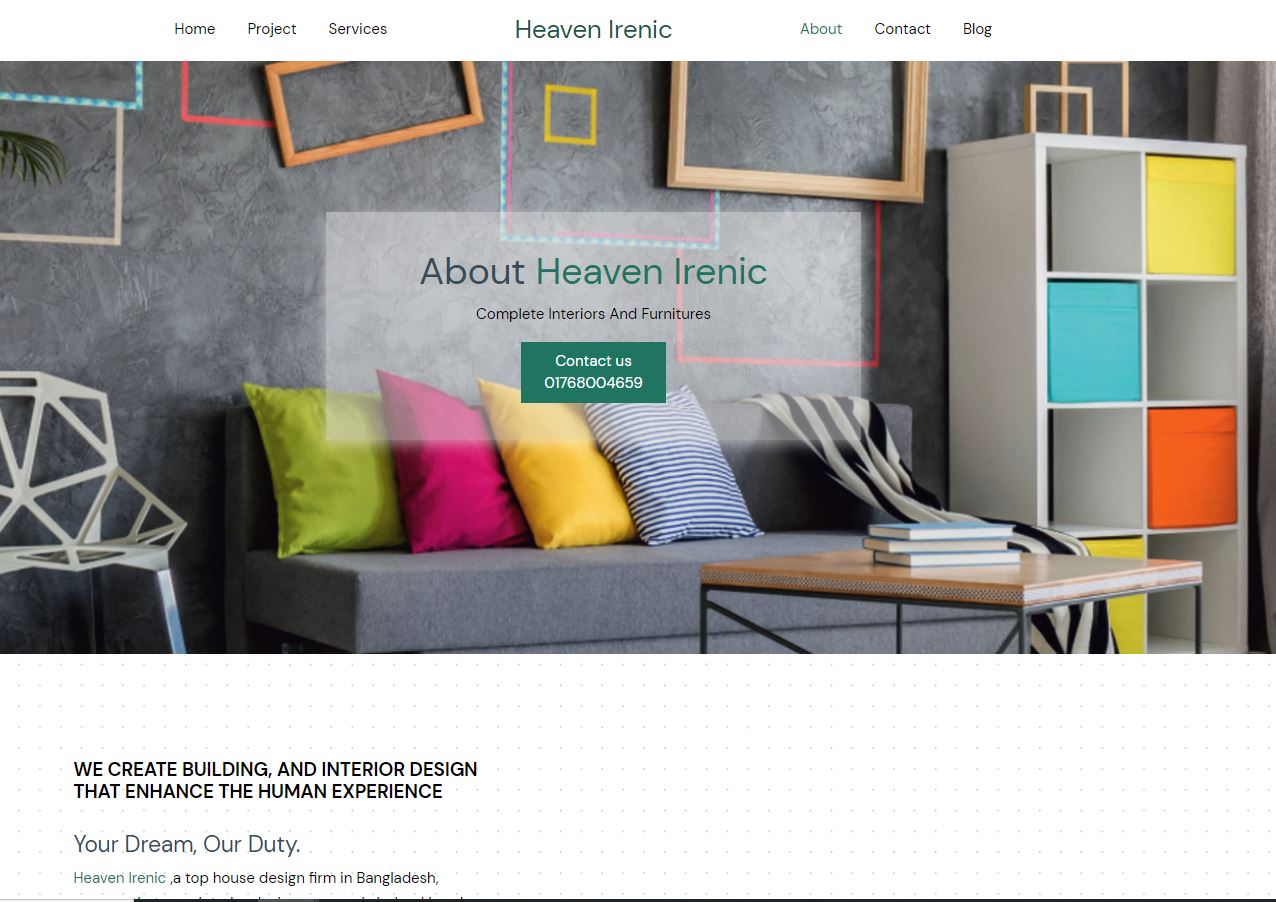 Home Project Services Heaven Irenic About Contact Blog
About Heaven Irenic
Complete Interiors And Furnitures
Contact us
01768004659
WE CREATE BUILDING, AND INTERIOR DESIGN
THAT ENHANCE THE HUMAN EXPERIENCE
Your Dream, Our Duty.
Heaven Irenic ,a top house design firm in Bangladesh,